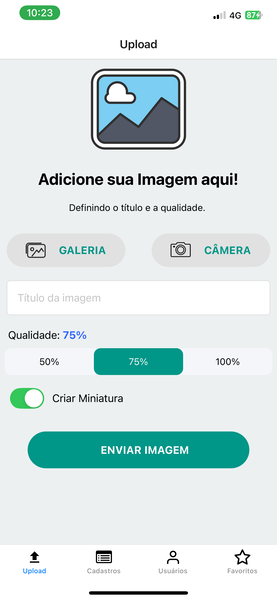 10:23
4G
87+
Upload
Adicione sua Imagem aqui!
Definindo o título e a qualidade.
GALERIA
CÂMERA
Título da imagem
Qualidade: 75%
50%
75%
100%
Criar Miniatura
ENVIAR IMAGEM
Upload
Cadastros
Usuários
Favoritos